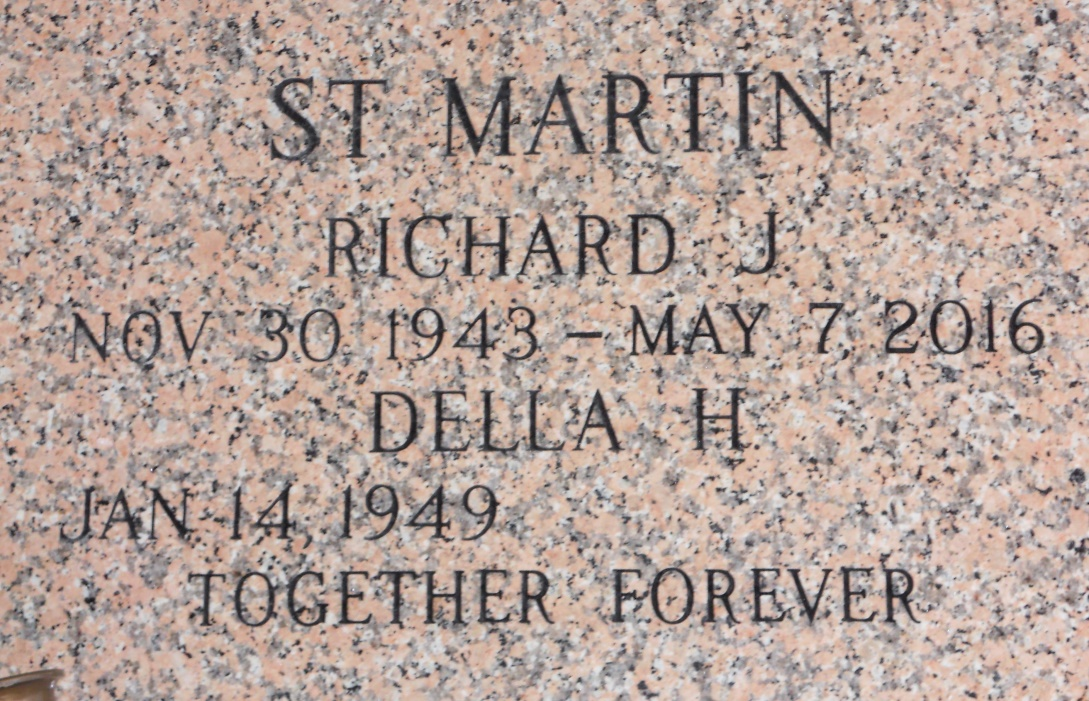 ST MARTIN
RICHARD J
NOV 30, 1943 – MAY 7, 2016
DELLA H
JAN 14, 1949
TOGETHER FOREVER